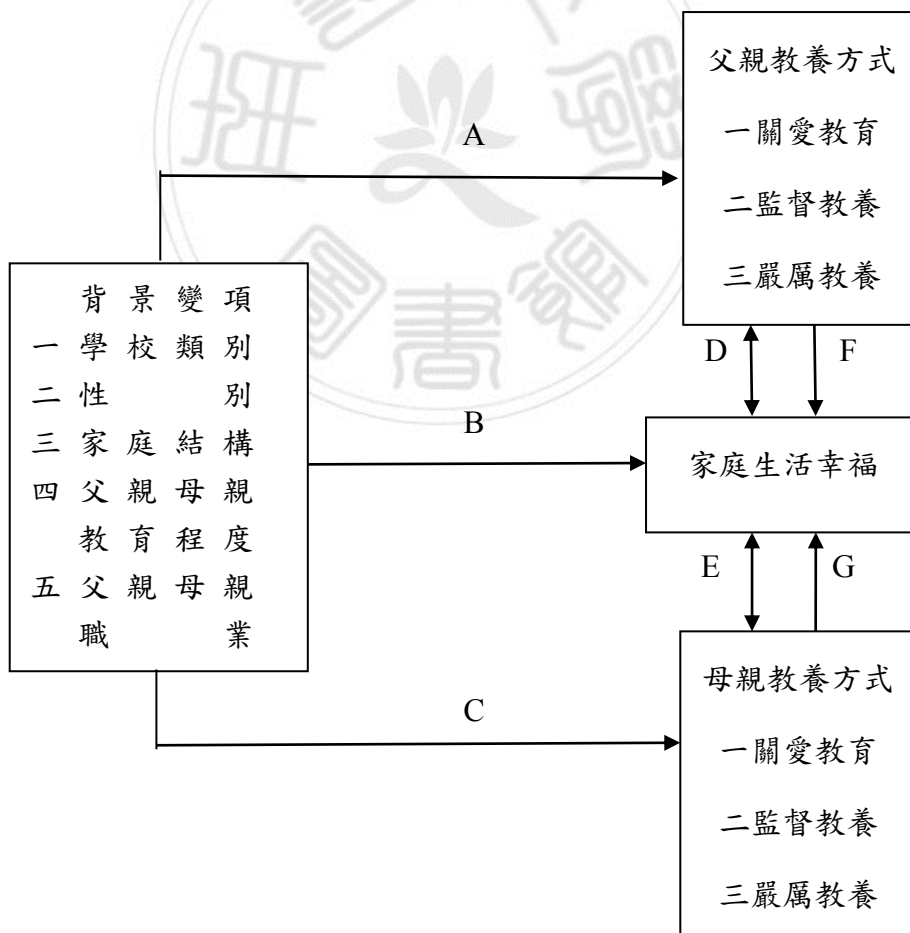 父親教養方式
一關愛教育
二監督教養
三嚴厲教養
A
背景變項
一學校類別
二性別
三家庭結構
四父親母親
教育程度
五父親母親
職業
D
F
B
家庭生活幸福
E
G
C
母親教養方式
一關愛教育
二監督教養
三嚴厲教養